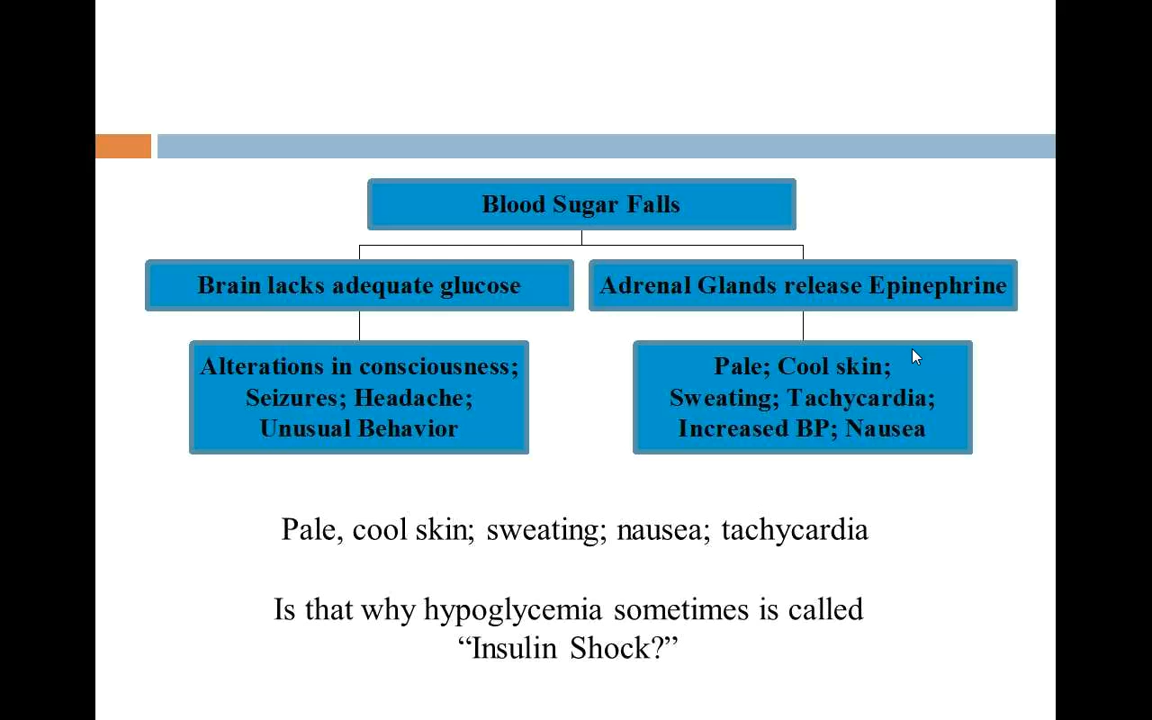 Blood Sugar Falls
Brain lacks adequate glucose
Adrenal Glands release Epinephrine
Alterations in consciousness;
Seizures; Headache;
Unusual Behavior
Pale; Cool skin;
Sweating; Tachycardia;
Increased BP; Nausea
Pale, cool skin; sweating; nausea; tachycardia
Is that why hypoglycemia sometimes is called
“Insulin Shock?”